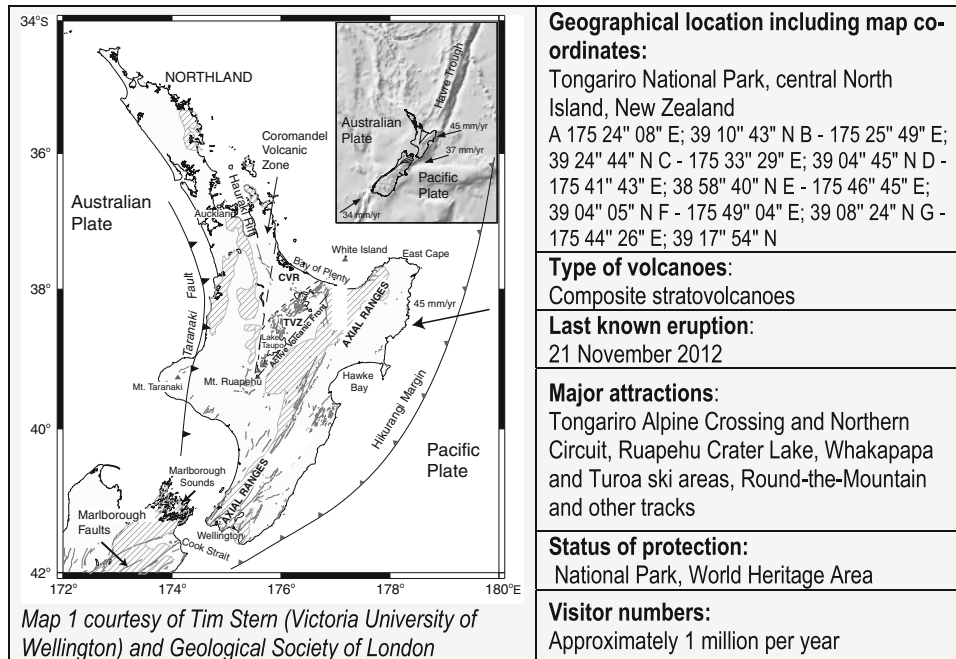 34°S
36°
38°
40°
42°
172°
174°
176°
178°
180°E
NORTHLAND
Coromandel
Volcanic
Zone
Hauraki Rift
Auckland
Australian
Plate
Taranaki Fault
White Island
East Cape
Bay of Plenty
CVR
TVZ
Lake
Taupo
Active Volcanic Front
AXIAL RANGES
45 mm/yr
Mt. Taranaki
Mt. Ruapehu
Hawke
Bay
Hikurangi Margin
Pacific
Plate
Marlborough
Sounds
Marlborough
Faults
AXIAL RANGES
Wellington
Cook Strait
Havre Trough
Australian
Plate
45 mm/yr
37 mm/yr
Pacific
Plate
34 mm/yr
Map 1 courtesy of Tim Stern (Victoria University of
Wellington) and Geological Society of London
Geographical location including map co-
ordinates:
Tongariro National Park, central North
Island, New Zealand
A 175 24" 08" E; 39 10" 43" N B - 175 25" 49" E;
39 24" 44" N C - 175 33" 29" E; 39 04" 45" N D -
175 41" 43" E; 38 58" 40" N E - 175 46" 45" E;
39 04" 05" N F - 175 49" 04" E; 39 08" 24" N G -
175 44" 26" E; 39 17" 54" N
Type of volcanoes:
Composite stratovolcanoes
Last known eruption:
21 November 2012
Major attractions:
Tongariro Alpine Crossing and Northern
Circuit, Ruapehu Crater Lake, Whakapapa
and Turoa ski areas, Round-the-Mountain
and other tracks
Status of protection:
National Park, World Heritage Area
Visitor numbers:
Approximately 1 million per year